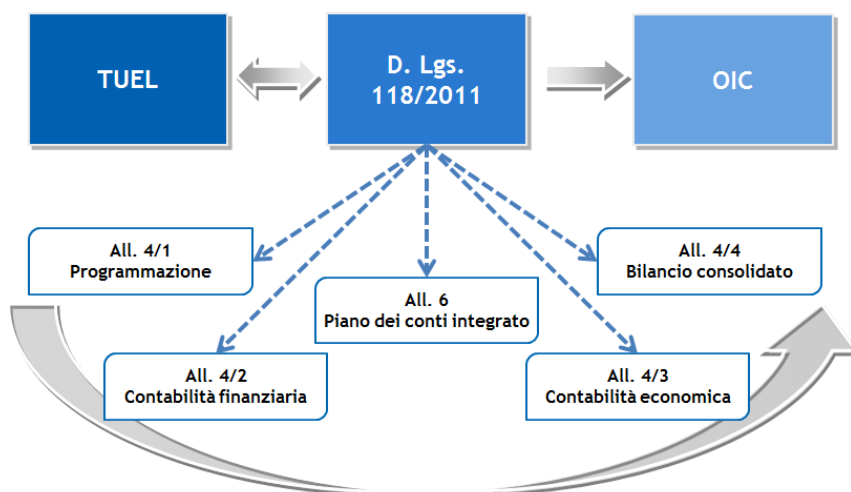 TUEL
D. Lgs.
118/2011
OIC
All. 4/1
Programmazione
All. 4/4
Bilancio consolidato
All. 6
Piano dei conti integrato
All. 4/2
Contabilità finanziaria
All. 4/3
Contabilità economica